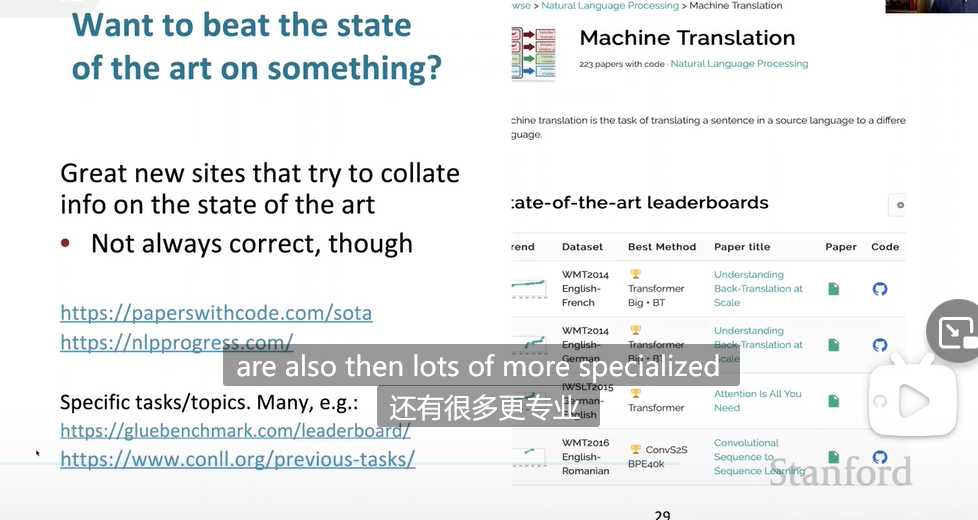 Want to beat the state
of the art on something?
Great new sites that try to collate
info on the state of the art
• Not always correct, though
https://paperswithcode.com/sota
https://nlpprogress.com/
Specific tasks/topics. Many, e.g.:
https://gluebenchmark.com/leaderboard/
https://www.conll.org/previous-tasks/
wse > Natural Language Processing > Machine Translation
Machine Translation
223 papers with code · Natural Language Processing
chine translation is the task of translating a sentence in a source language to a differe
guage.
tate-of-the-art leaderboards
rend Dataset Best Method Paper title Paper Code
WMT2014
English-
French
Transformer
Big + BT
Understanding
Back-Translation at
Scale
WMT2014
English-
German
Transformer
Big + BT
Understanding
Back-Translation at
Scale
IWSLT2015
German-
English
Transformer
Attention Is All You
Need
WMT2016
English-
Romanian
ConvS2S
BPE40k
Convolutional
Sequence to
Sequence Learning
are also then lots of more specialized
还有很多更专业
Stanford
29